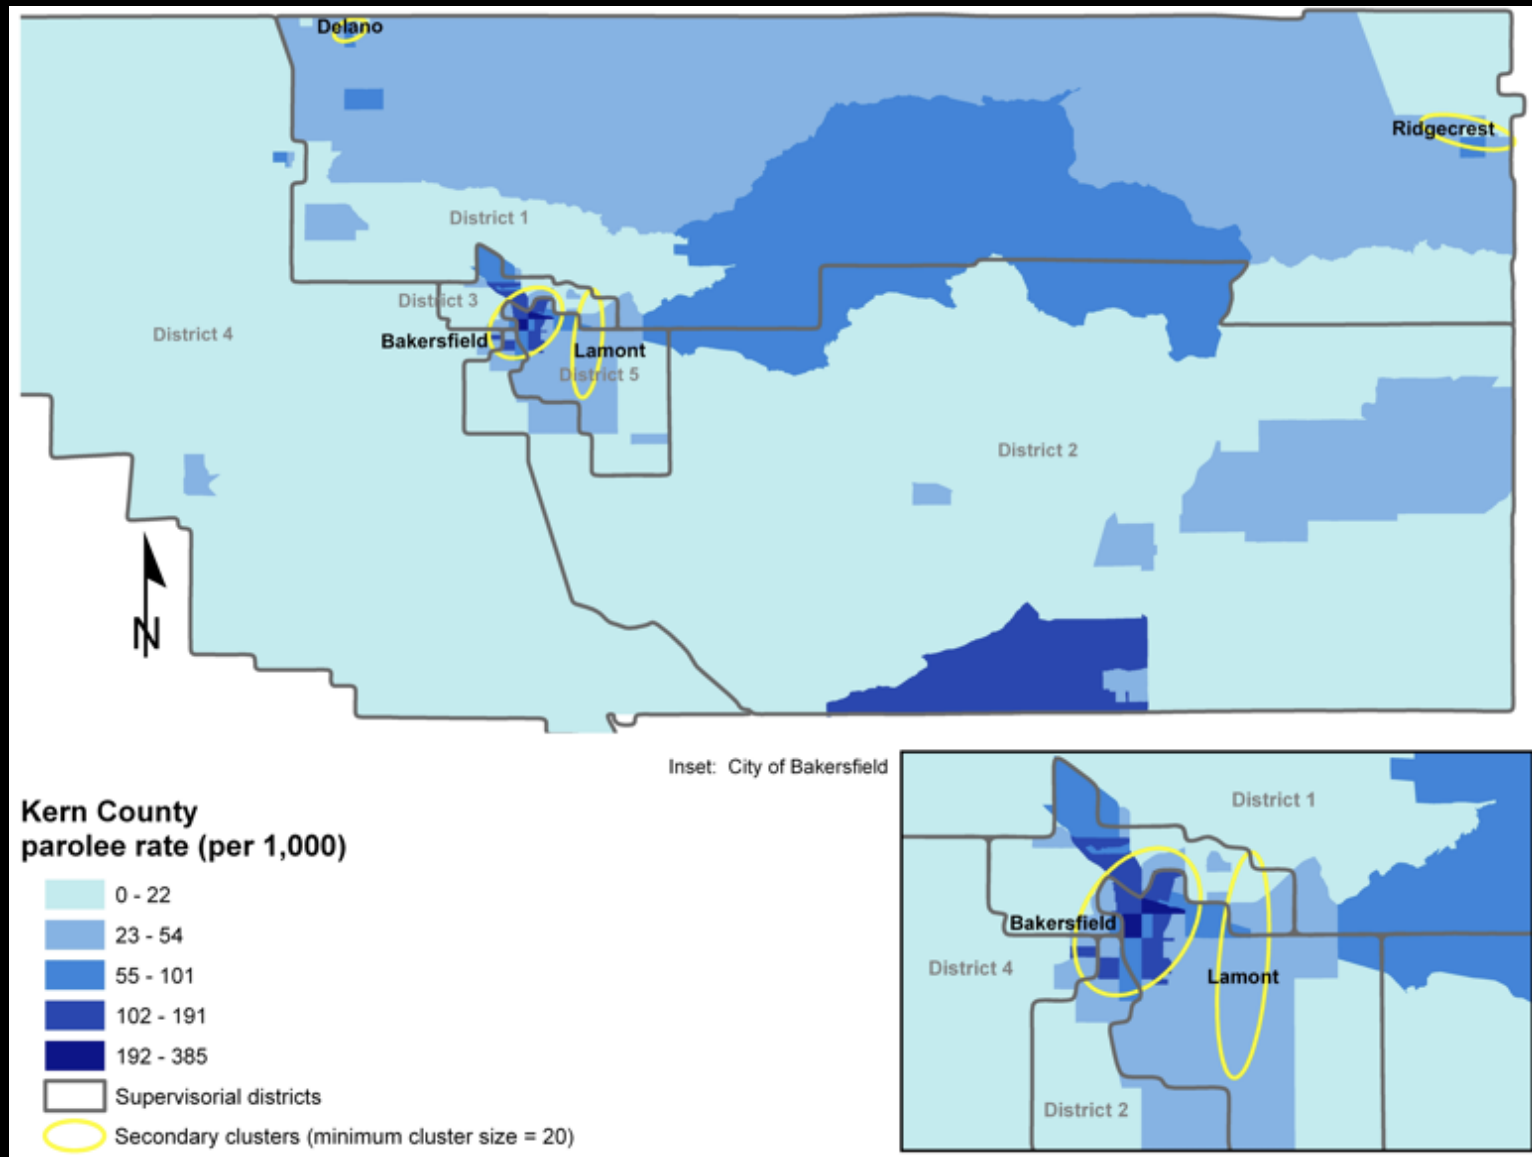 Delano
Ridgecrest
District 1
District 3
District 4
Bakersfield
Lamont
District 5
District 2
N
Inset: City of Bakersfield
Kern County
parolee rate (per 1,000)
0 - 22
23 - 54
55 - 101
102 - 191
192 - 385
Supervisorial districts
Secondary clusters (minimum cluster size = 20)
District 1
Bakersfield
District 4
Lamont
District 2